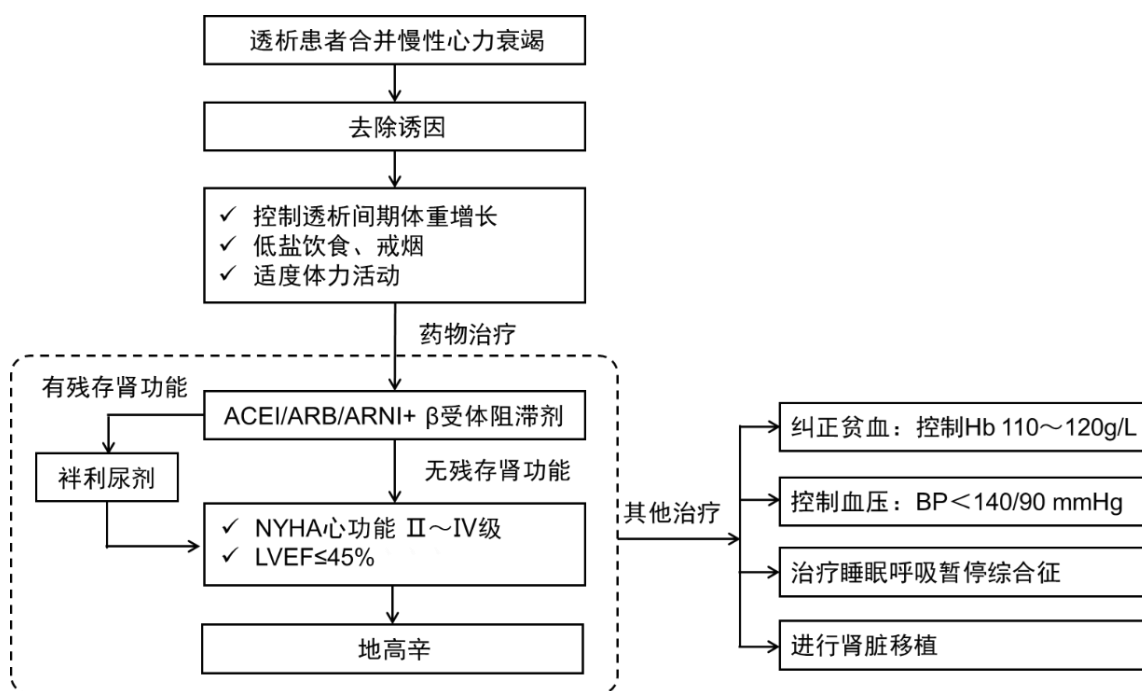 透析患者合并慢性心力衰竭
去除诱因
✓ 控制透析间期体重增长
✓ 低盐饮食、戒烟
✓ 适度体力活动
药物治疗
有残存肾功能
ACEI/ARB/ARNI+ β受体阻滞剂
袢利尿剂
无残存肾功能
✓ NYHA心功能 Ⅱ～Ⅳ级
✓ LVEF≤45%
地高辛
其他治疗
纠正贫血：控制Hb 110～120g/L
控制血压：BP＜140/90 mmHg
治疗睡眠呼吸暂停综合征
进行肾脏移植